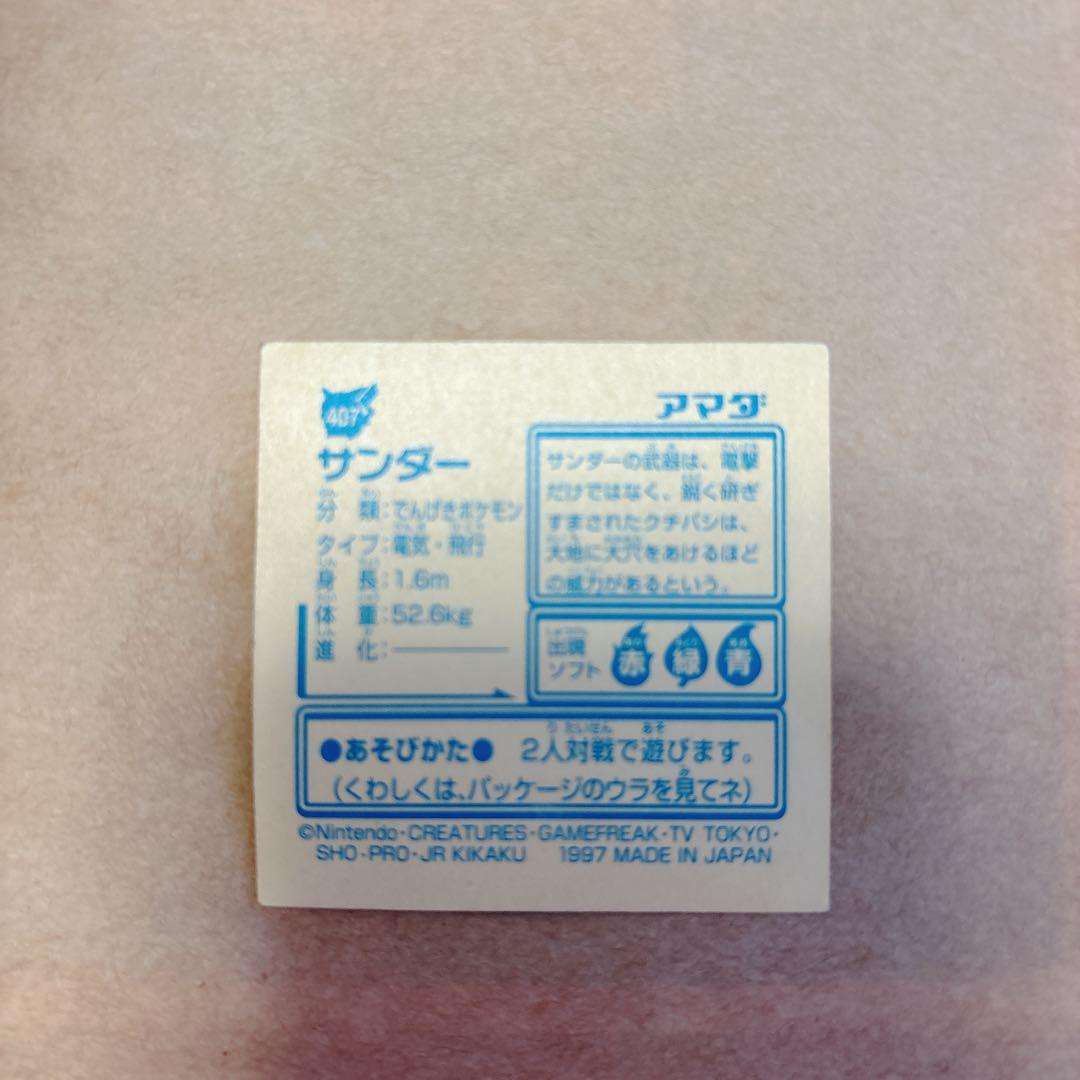 407
アマダ
サンダー
分類:でんげきポケモン
タイプ:電気・飛行
身長:1.6m
体重:52.6kg
進化:
サンダーの武器は、電撃
だけではなく、鋭く研ぎ
すまされたクチバシは、
大地に大穴をあけるほど
の威力があるという。
出現
ソフト
赤 緑 青
●あそびかた● 2人対戦で遊びます。
(くわしくは、パッケージのウラを見てネ)
©Nintendo・CREATURES・GAMEFREAK・TV TOKYO・
SHO-PRO・JR KIKAKU 1997 MADE IN JAPAN